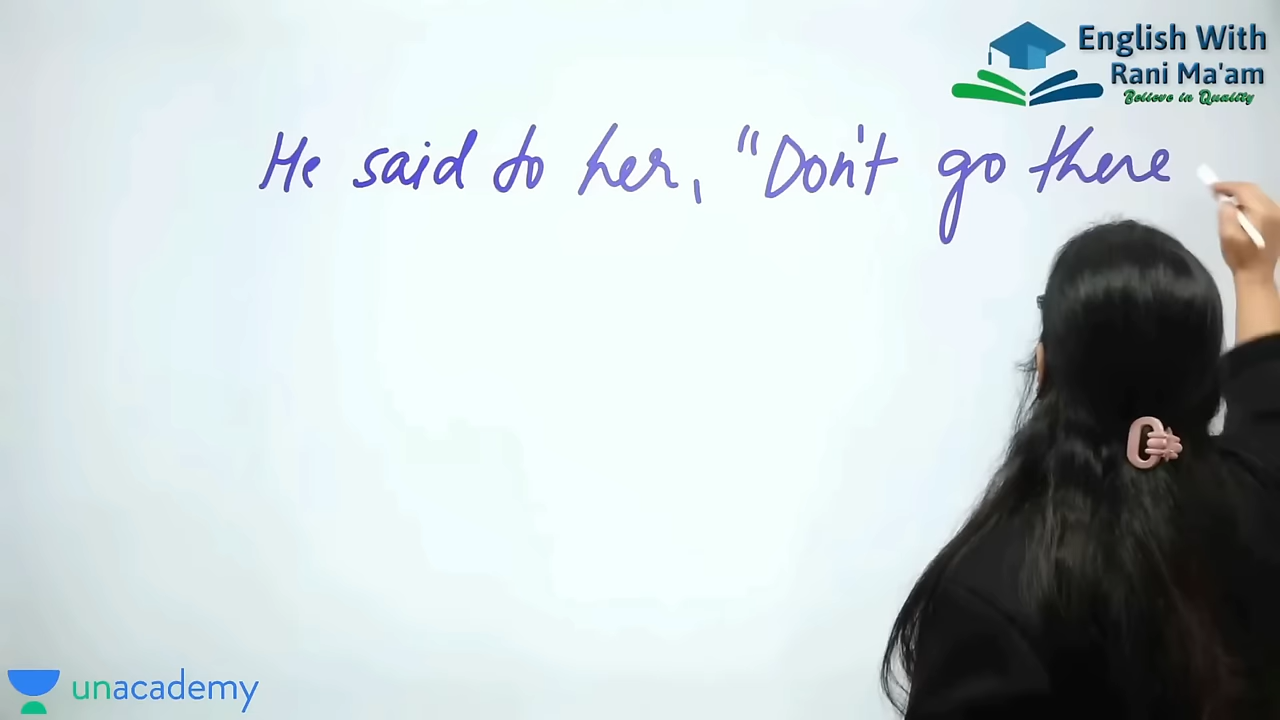 English With
Rani Ma'am
Believe in Quality
He said to her, "Don't go there
unacademy